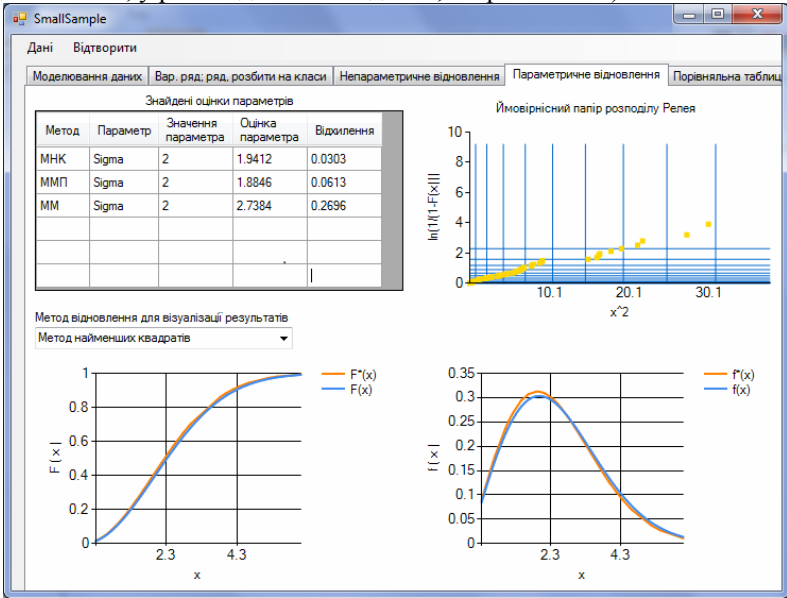 SmallSample
Дані Відтворити
Моделювання даних Вар. ряд; ряд, розбити на класи Непараметричне відновлення Параметричне відновлення Порівняльна таблиц
Знайдені оцінки параметрів
Метод Параметр Значення параметра Оцінка параметра Відхилення
МНК Sigma 2 1.9412 0.0303
ММП Sigma 2 1.8846 0.0613
ММ Sigma 2 2.7384 0.2696
Ймовірнісний папір розподілу Релея
ln(1/(1-F(x)))
10
8
6
4
2
0
10.1 20.1 30.1
x^2
Метод відновлення для візуалізації результатів
Метод найменших квадратів
F(x)
1
0.8
0.6
0.4
0.2
0
2.3 4.3
x
F*(x)
F(x)
f(x)
0.35
0.3
0.25
0.2
0.15
0.1
0.05
0
2.3 4.3
x
f*(x)
f(x)